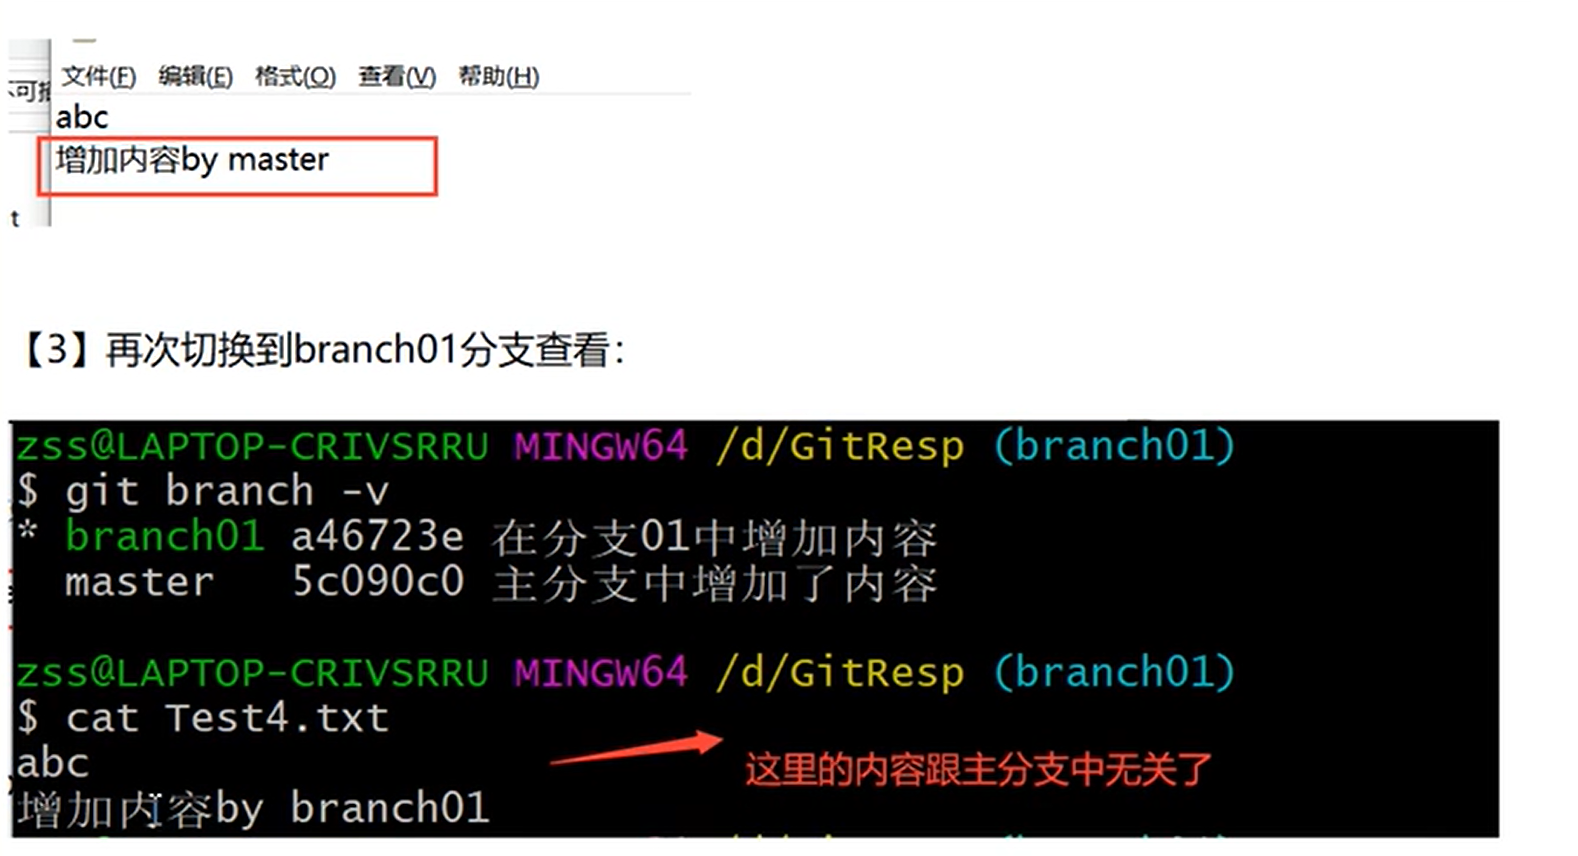 文件(F) 编辑(E) 格式(O) 查看(V) 帮助(H)
abc
增加内容by master
t
【3】再次切换到branch01分支查看：
zss@LAPTOP-CRIVSRRU MINGW64 /d/GitResp (branch01)
$ git branch -v
* branch01 a46723e 在分支01中增加内容
master 5c090c0 主分支中增加了内容
zss@LAPTOP-CRIVSRRU MINGW64 /d/GitResp (branch01)
$ cat Test4.txt
abc
这里的内容跟主分支中无关了
增加内容by branch01